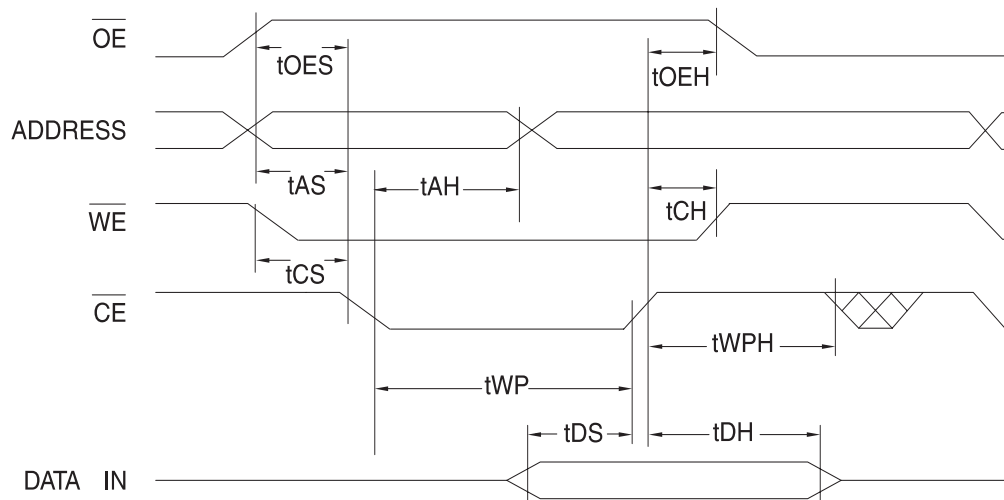 OE
tOES
tOEH
ADDRESS
tAS
tAH
tCH
WE
tCS
CE
tWPH
tWP
tDS
tDH
DATA IN